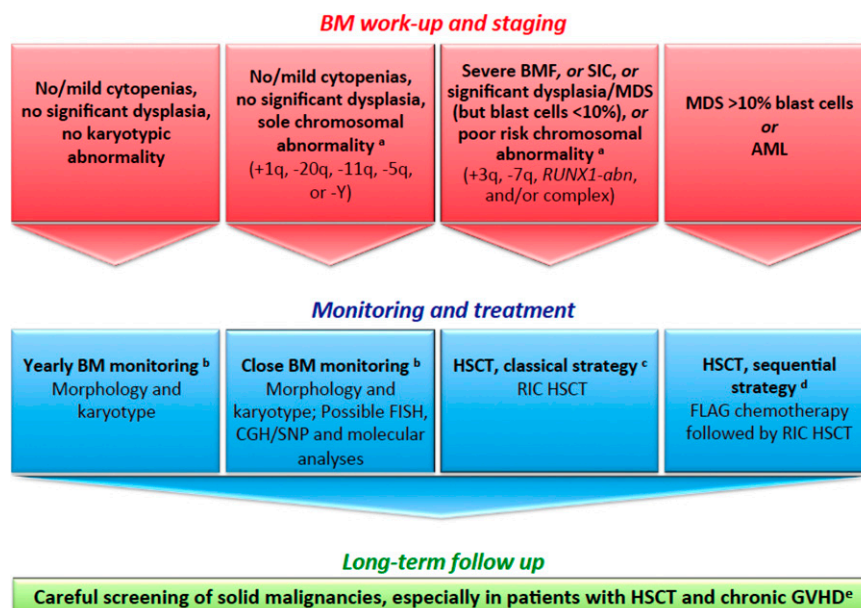 BM work-up and staging
No/mild cytopenias,
no significant dysplasia,
no karyotypic
abnormality
No/mild cytopenias,
no significant dysplasia,
sole chromosomal
abnormality ᵃ
(+1q, -20q, -11q, -5q,
or -Y)
Severe BMF, or SIC, or
significant dysplasia/MDS
(but blast cells <10%), or
poor risk chromosomal
abnormality ᵃ
(+3q, -7q, RUNX1-abn,
and/or complex)
MDS >10% blast cells
or
AML
Monitoring and treatment
Yearly BM monitoring ᵇ
Morphology and
karyotype
Close BM monitoring ᵇ
Morphology and
karyotype; Possible FISH,
CGH/SNP and molecular
analyses
HSCT, classical strategy ᶜ
RIC HSCT
HSCT, sequential
strategy ᵈ
FLAG chemotherapy
followed by RIC HSCT
Long-term follow up
Careful screening of solid malignancies, especially in patients with HSCT and chronic GVHDᵉ